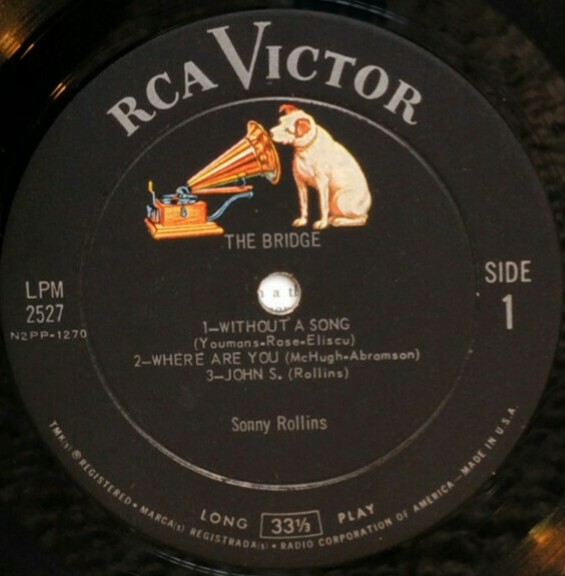 RCA VICTOR
THE BRIDGE
LPM
2527
N2PP-1270
SIDE
1
1—WITHOUT A SONG
(Youmans-Rose-Eliscu)
2—WHERE ARE YOU (McHugh-Abramson)
3—JOHN S. (Rollins)
Sonny Rollins
LONG 33⅓ PLAY
TMK(s) ® REGISTERED • MARCA(s) REGISTRADA(s) • RADIO CORPORATION OF AMERICA—MADE IN U.S.A.